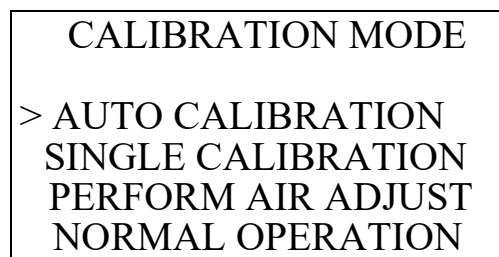 CALIBRATION MODE
> AUTO CALIBRATION
SINGLE CALIBRATION
PERFORM AIR ADJUST
NORMAL OPERATION